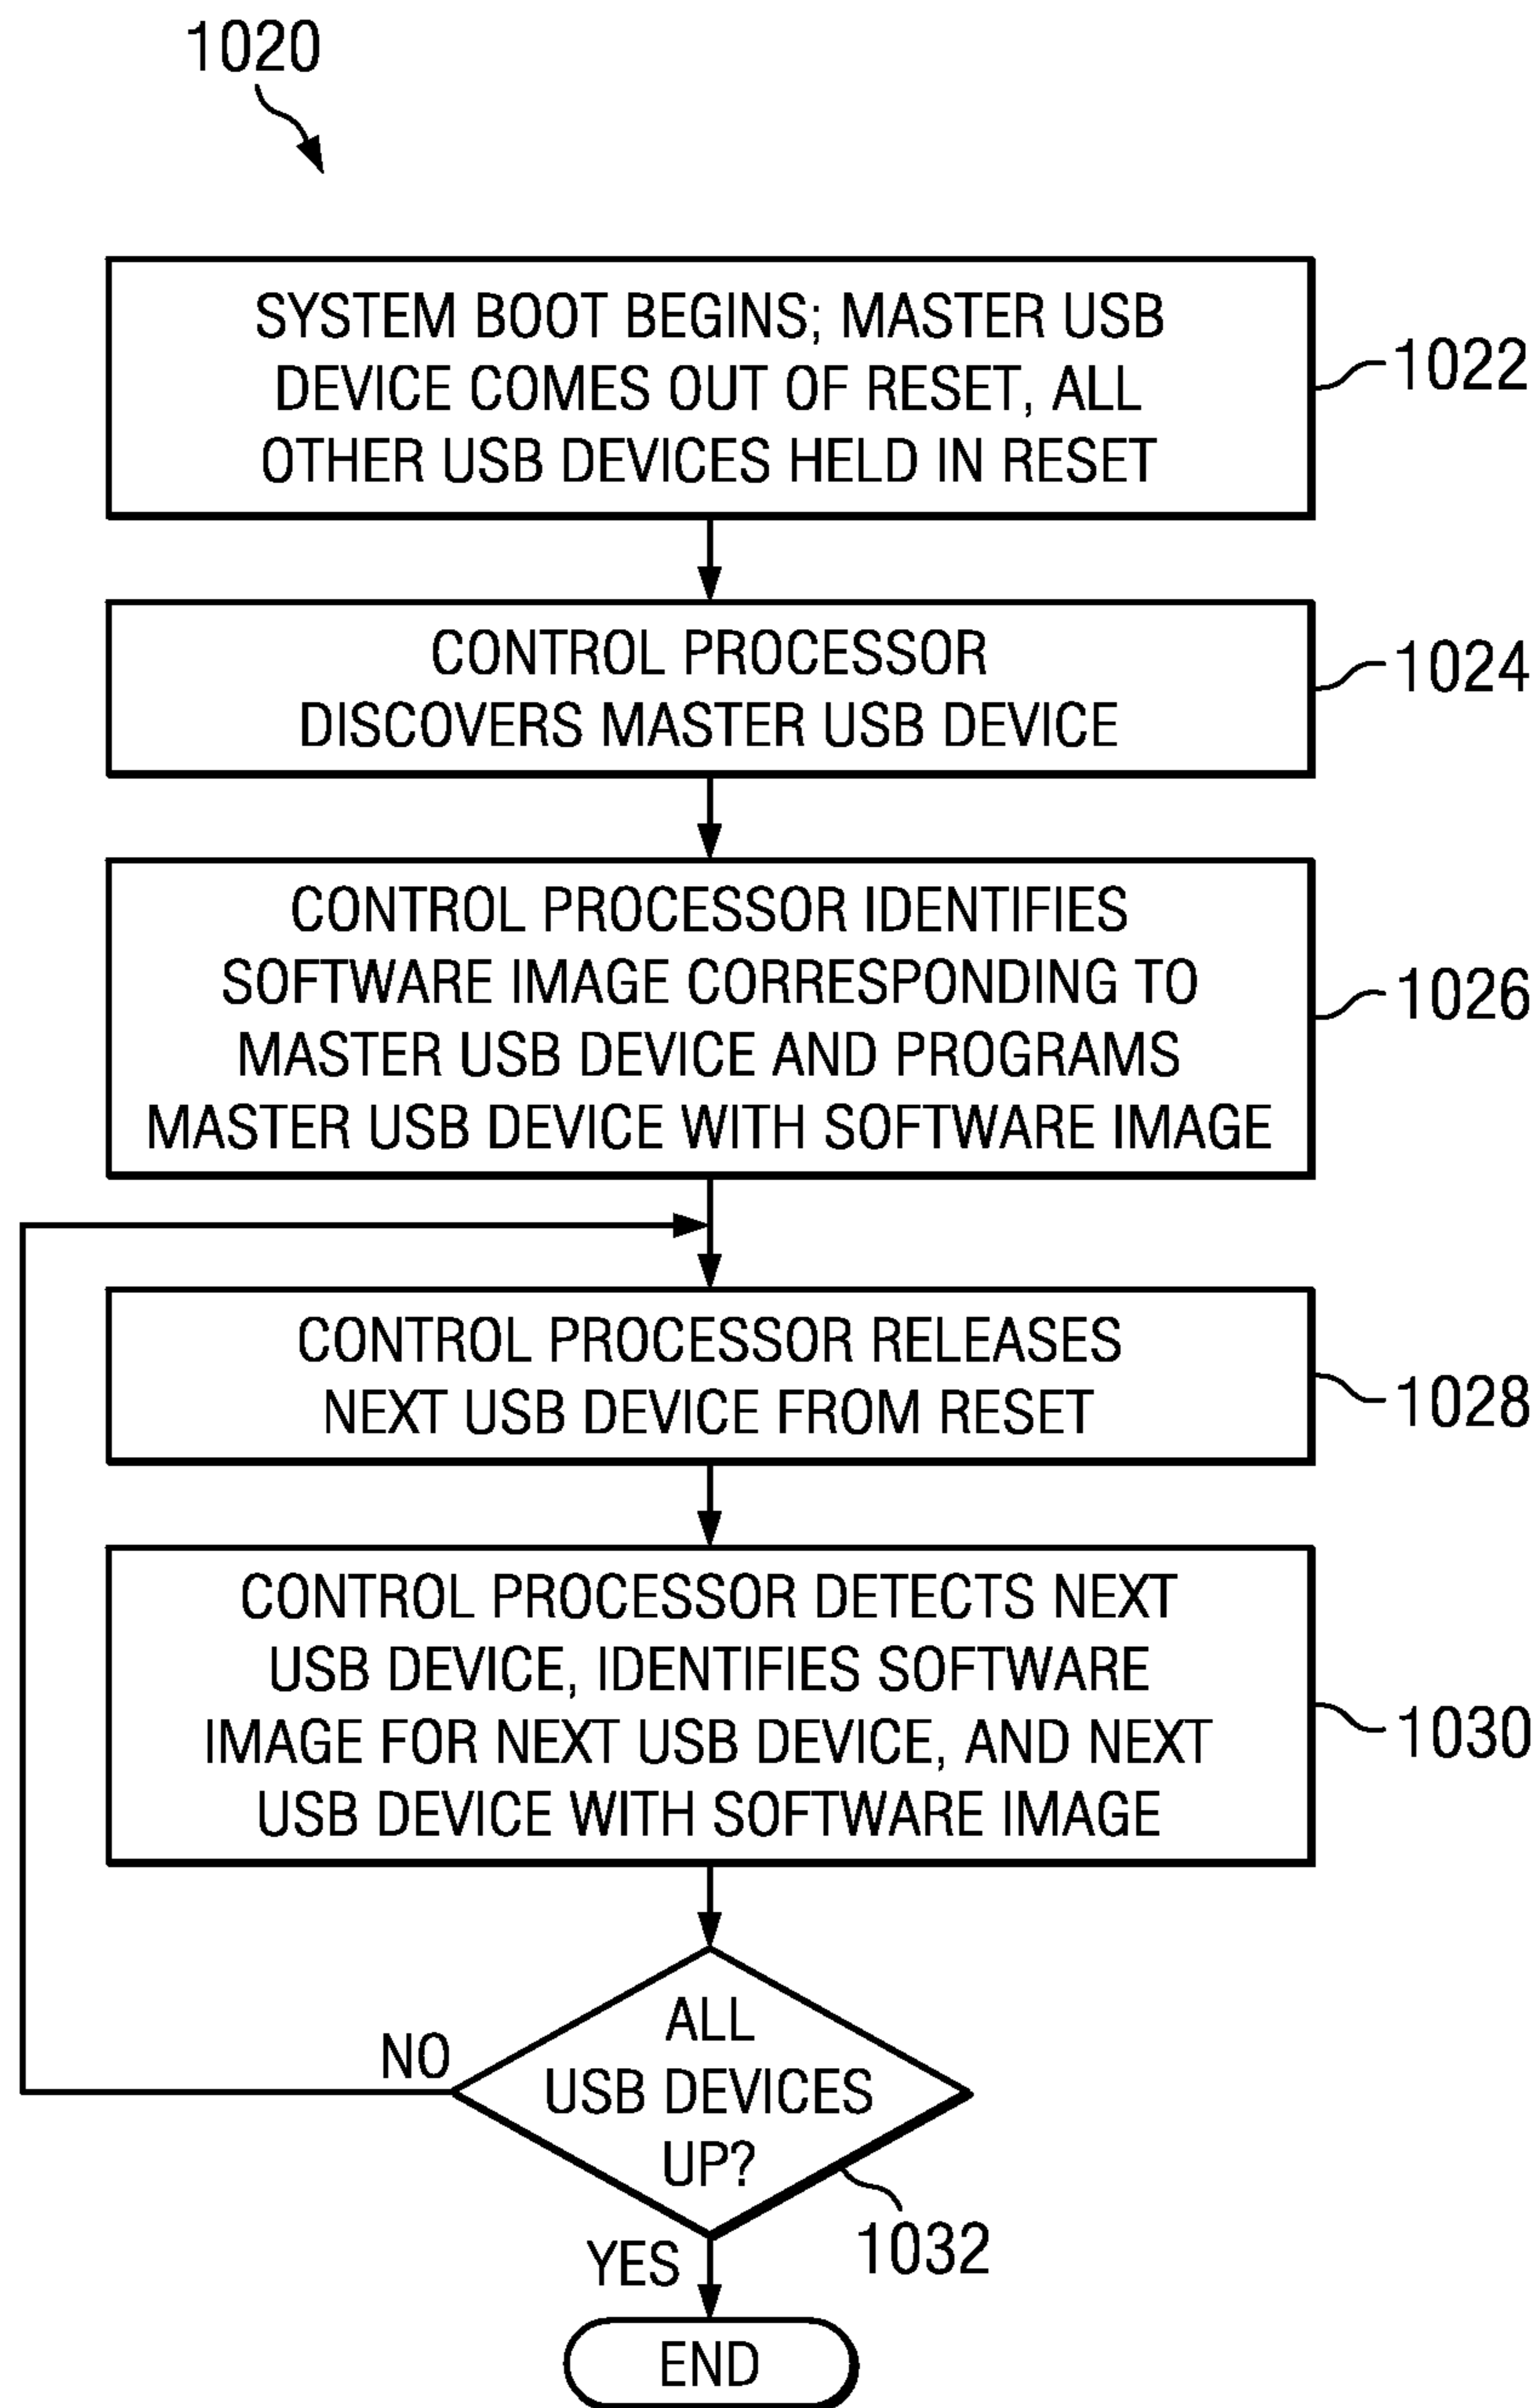 1020
SYSTEM BOOT BEGINS; MASTER USB
DEVICE COMES OUT OF RESET, ALL
OTHER USB DEVICES HELD IN RESET
1022
CONTROL PROCESSOR
DISCOVERS MASTER USB DEVICE
1024
CONTROL PROCESSOR IDENTIFIES
SOFTWARE IMAGE CORRESPONDING TO
MASTER USB DEVICE AND PROGRAMS
MASTER USB DEVICE WITH SOFTWARE IMAGE
1026
CONTROL PROCESSOR RELEASES
NEXT USB DEVICE FROM RESET
1028
CONTROL PROCESSOR DETECTS NEXT
USB DEVICE, IDENTIFIES SOFTWARE
IMAGE FOR NEXT USB DEVICE, AND NEXT
USB DEVICE WITH SOFTWARE IMAGE
1030
ALL
USB DEVICES
UP?
NO
1032
YES
END